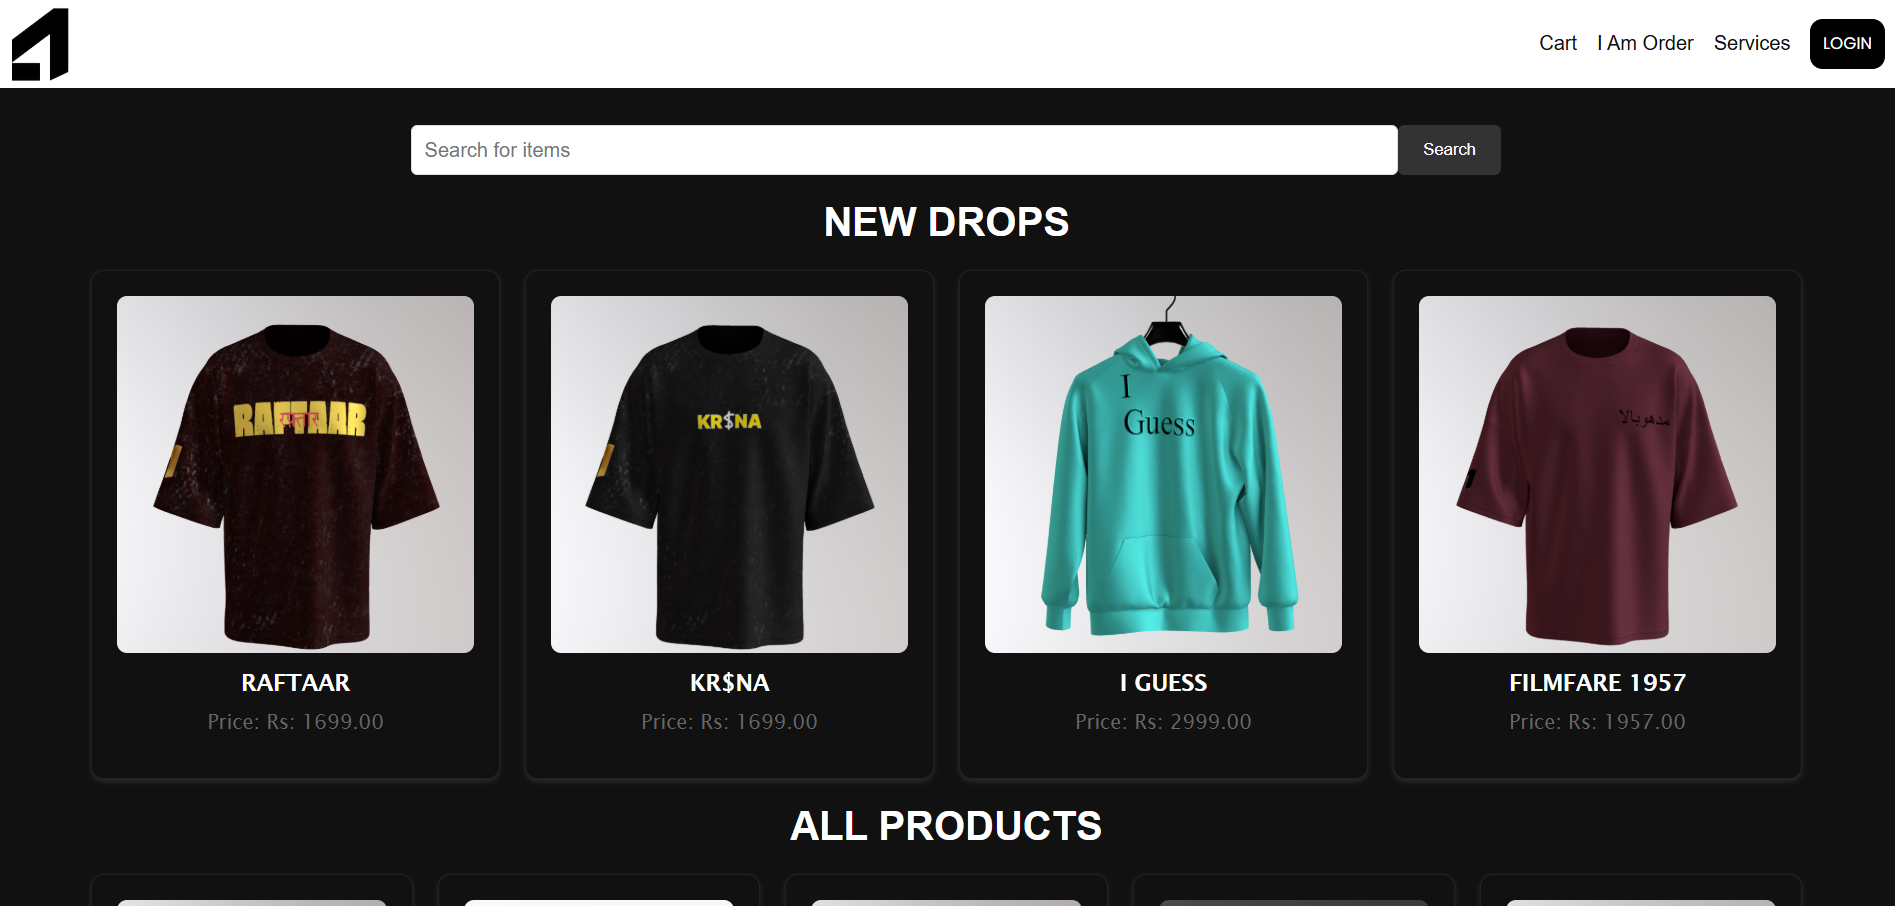 Cart I Am Order Services LOGIN
Search for items Search
NEW DROPS
RAFTAAR
रफ़्तार
KR$NA
I
Guess
مدهوبالا
RAFTAAR
Price: Rs: 1699.00
KR$NA
Price: Rs: 1699.00
I GUESS
Price: Rs: 2999.00
FILMFARE 1957
Price: Rs: 1957.00
ALL PRODUCTS